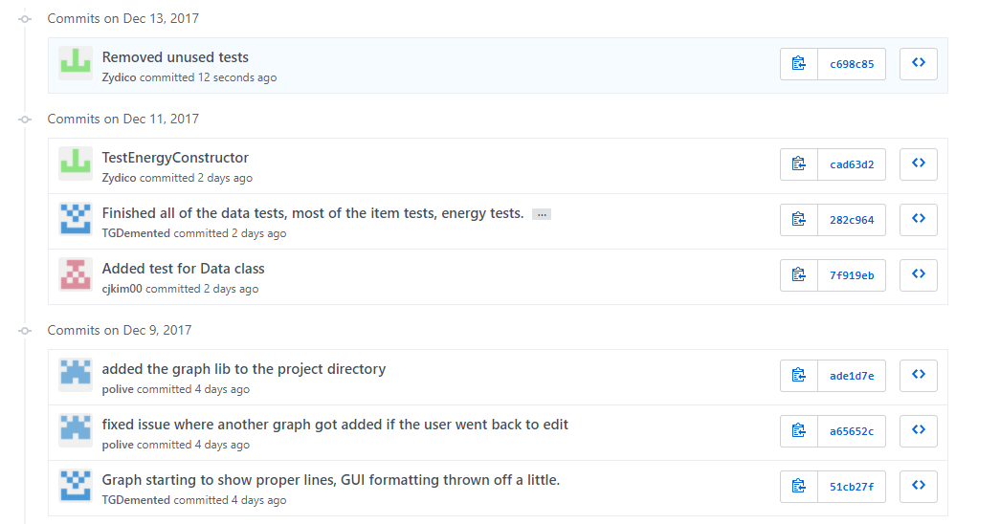 Commits on Dec 13, 2017
Removed unused tests
Zydico committed 12 seconds ago
c698c85
Commits on Dec 11, 2017
TestEnergyConstructor
Zydico committed 2 days ago
cad63d2
Finished all of the data tests, most of the item tests, energy tests. ...
TGDemented committed 2 days ago
282c964
Added test for Data class
cjkim00 committed 2 days ago
7f919eb
Commits on Dec 9, 2017
added the graph lib to the project directory
polive committed 4 days ago
ade1d7e
fixed issue where another graph got added if the user went back to edit
polive committed 4 days ago
a65652c
Graph starting to show proper lines, GUI formatting thrown off a little.
TGDemented committed 4 days ago
51cb27f